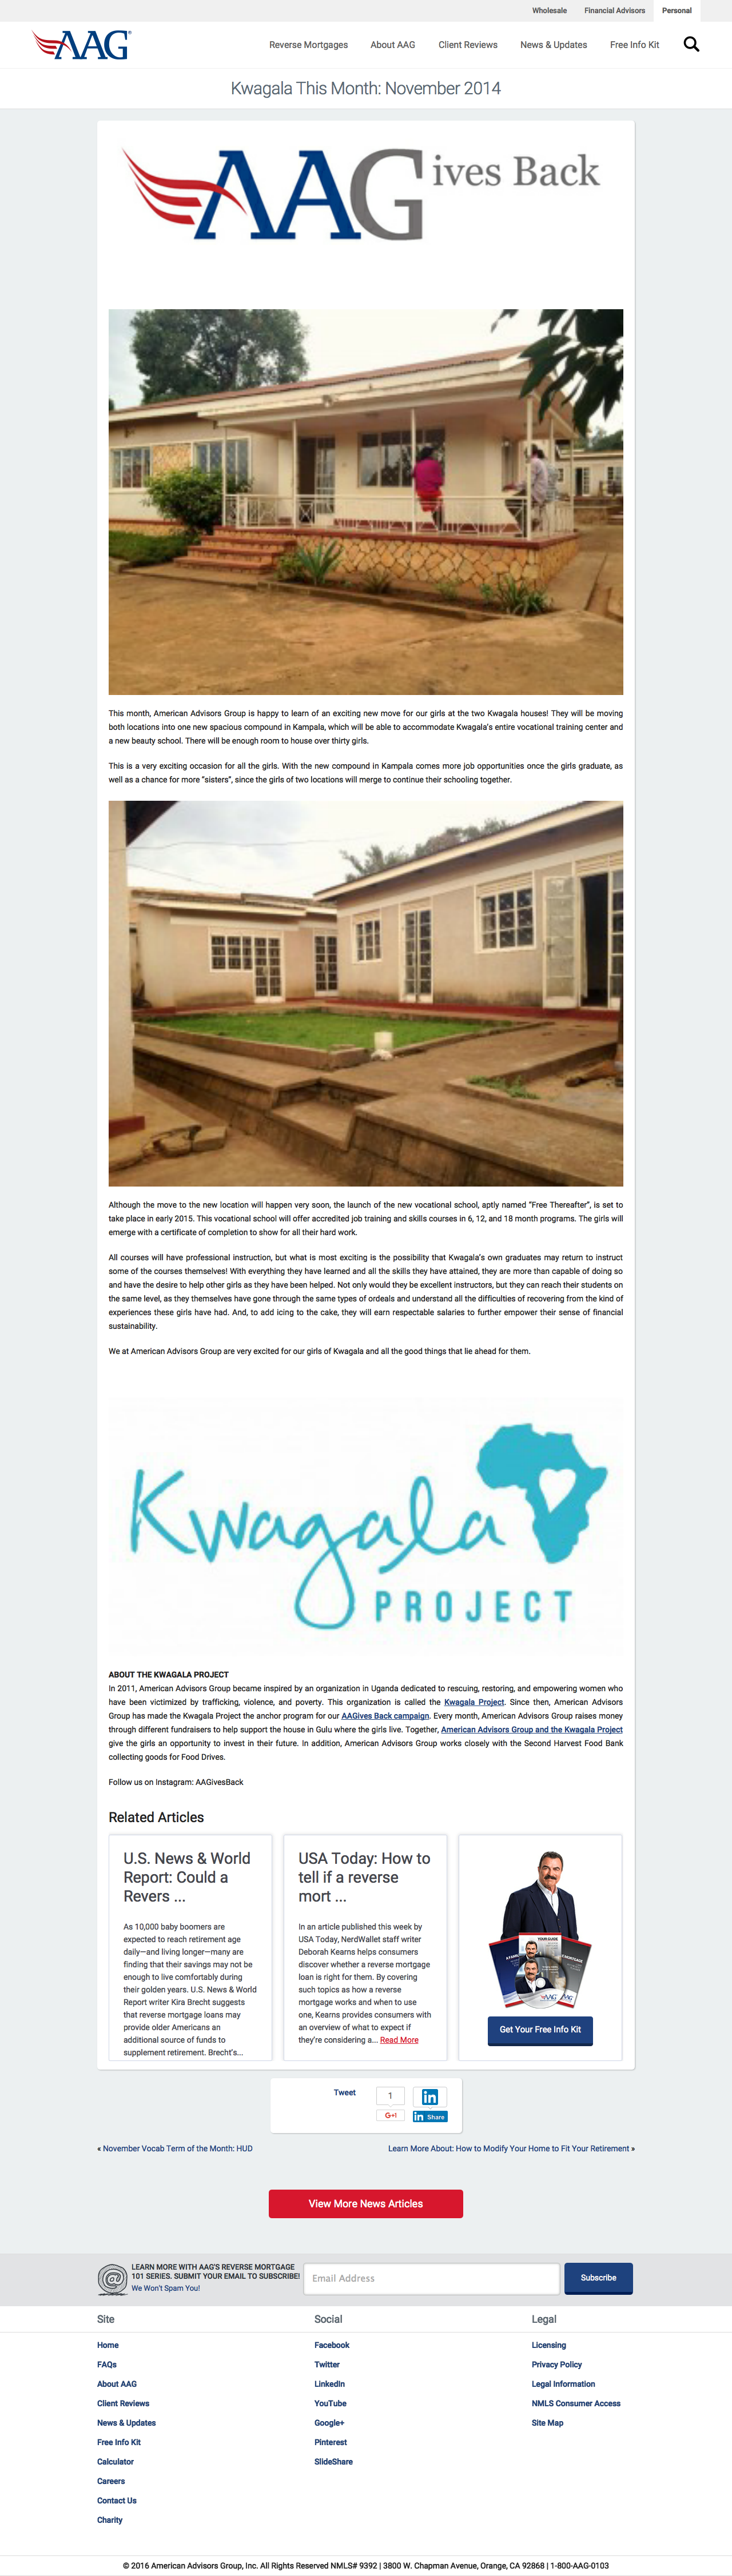 Wholesale Financial Advisors Personal
AAG® Reverse Mortgages About AAG Client Reviews News & Updates Free Info Kit
Kwagala This Month: November 2014
AAGives Back
This month, American Advisors Group is happy to learn of an exciting new move for our girls at the two Kwagala houses! They will be moving
both locations into one new spacious compound in Kampala, which will be able to accommodate Kwagala's entire vocational training center and
a new beauty school. There will be enough room to house over thirty girls.
This is a very exciting occasion for all the girls. With the new compound in Kampala comes more job opportunities once the girls graduate, as
well as a chance for more "sisters", since the girls of two locations will merge to continue their schooling together.
Although the move to the new location will happen very soon, the launch of the new vocational school, aptly named "Free Thereafter", is set to
take place in early 2015. This vocational school will offer accredited job training and skills courses in 6, 12, and 18 month programs. The girls will
emerge with a certificate of completion to show for all their hard work.
All courses will have professional instruction, but what is most exciting is the possibility that Kwagala's own graduates may return to instruct
some of the courses themselves! With everything they have learned and all the skills they have attained, they are more than capable of doing so
and have the desire to help other girls as they have been helped. Not only would they be excellent instructors, but they can reach their students on
the same level, as they themselves have gone through the same types of ordeals and understand all the difficulties of recovering from the kind of
experiences these girls have had. And, to add icing to the cake, they will earn respectable salaries to further empower their sense of financial
sustainability.
We at American Advisors Group are very excited for our girls of Kwagala and all the good things that lie ahead for them.
Kwagala
PROJECT
ABOUT THE KWAGALA PROJECT
In 2011, American Advisors Group became inspired by an organization in Uganda dedicated to rescuing, restoring, and empowering women who
have been victimized by trafficking, violence, and poverty. This organization is called the Kwagala Project. Since then, American Advisors
Group has made the Kwagala Project the anchor program for our AAGives Back campaign. Every month, American Advisors Group raises money
through different fundraisers to help support the house in Gulu where the girls live. Together, American Advisors Group and the Kwagala Project
give the girls an opportunity to invest in their future. In addition, American Advisors Group works closely with the Second Harvest Food Bank
collecting goods for Food Drives.
Follow us on Instagram: AAGivesBack
Related Articles
U.S. News & World
Report: Could a
Revers ...
As 10,000 baby boomers are
expected to reach retirement age
daily—and living longer—many are
finding that their savings may not be
enough to live comfortably during
their golden years. U.S. News & World
Report writer Kira Brecht suggests
that reverse mortgage loans may
provide older Americans an
additional source of funds to
supplement retirement. Brecht's...
USA Today: How to
tell if a reverse
mort ...
In an article published this week by
USA Today, NerdWallet staff writer
Deborah Kearns helps consumers
discover whether a reverse mortgage
loan is right for them. By covering
such topics as how a reverse
mortgage works and when to use
one, Kearns provides consumers with
an overview of what to expect if
they're considering a... Read More
YOUR GUIDE
AAG AAG
Get Your Free Info Kit
Tweet 1 in
G+1 in Share
« November Vocab Term of the Month: HUD Learn More About: How to Modify Your Home to Fit Your Retirement »
View More News Articles
LEARN MORE WITH AAG'S REVERSE MORTGAGE
101 SERIES. SUBMIT YOUR EMAIL TO SUBSCRIBE!
We Won't Spam You!
Email Address
Subscribe
Site
Home
FAQs
About AAG
Client Reviews
News & Updates
Free Info Kit
Calculator
Careers
Contact Us
Charity
Social
Facebook
Twitter
LinkedIn
YouTube
Google+
Pinterest
SlideShare
Legal
Licensing
Privacy Policy
Legal Information
NMLS Consumer Access
Site Map
© 2016 American Advisors Group, Inc. All Rights Reserved NMLS# 9392 | 3800 W. Chapman Avenue, Orange, CA 92868 | 1-800-AAG-0103